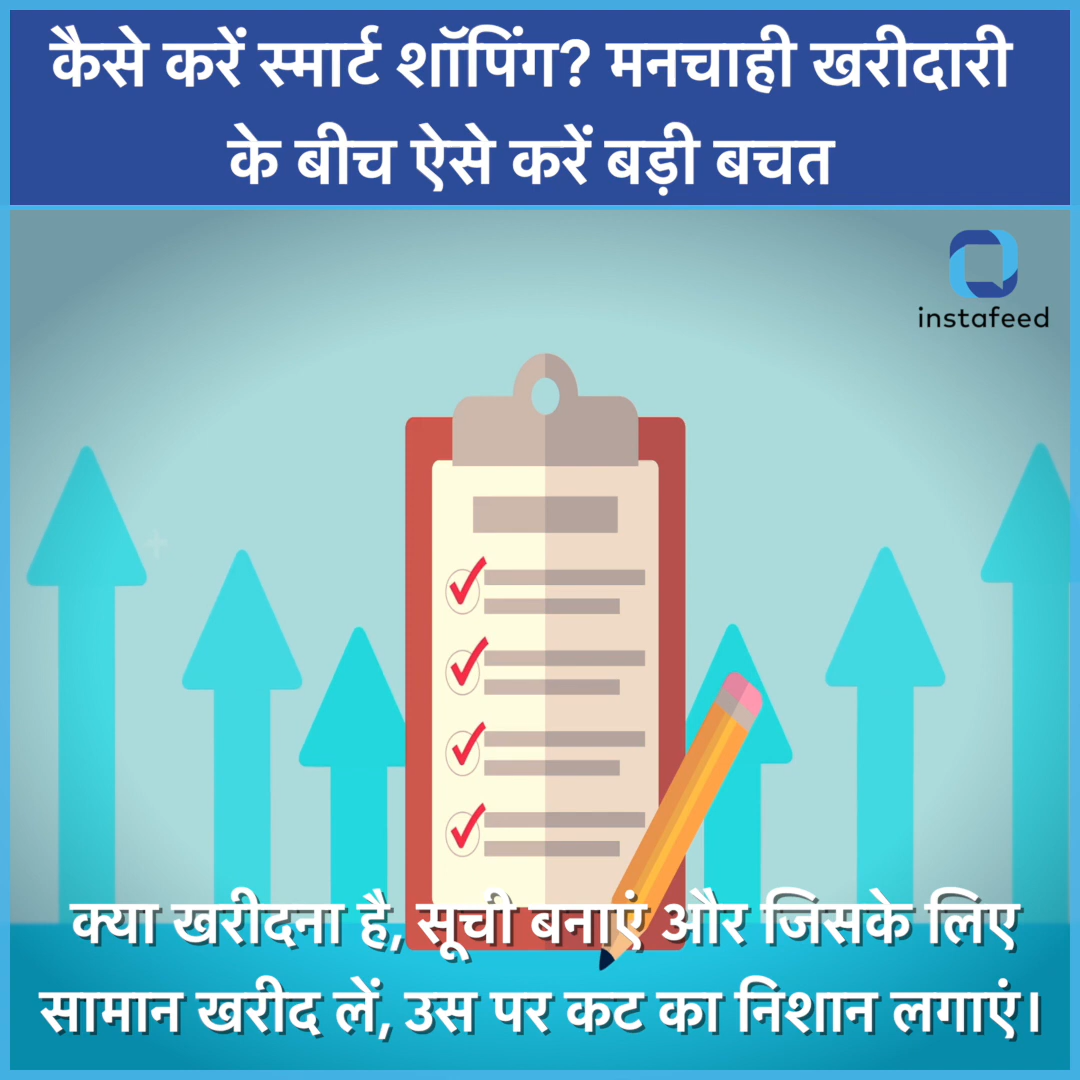 कैसे करें स्मार्ट शॉपिंग? मनचाही खरीदारी
के बीच ऐसे करें बड़ी बचत
instafeed
क्या खरीदना है, सूची बनाएं और जिसके लिए
सामान खरीद लें, उस पर कट का निशान लगाएं।